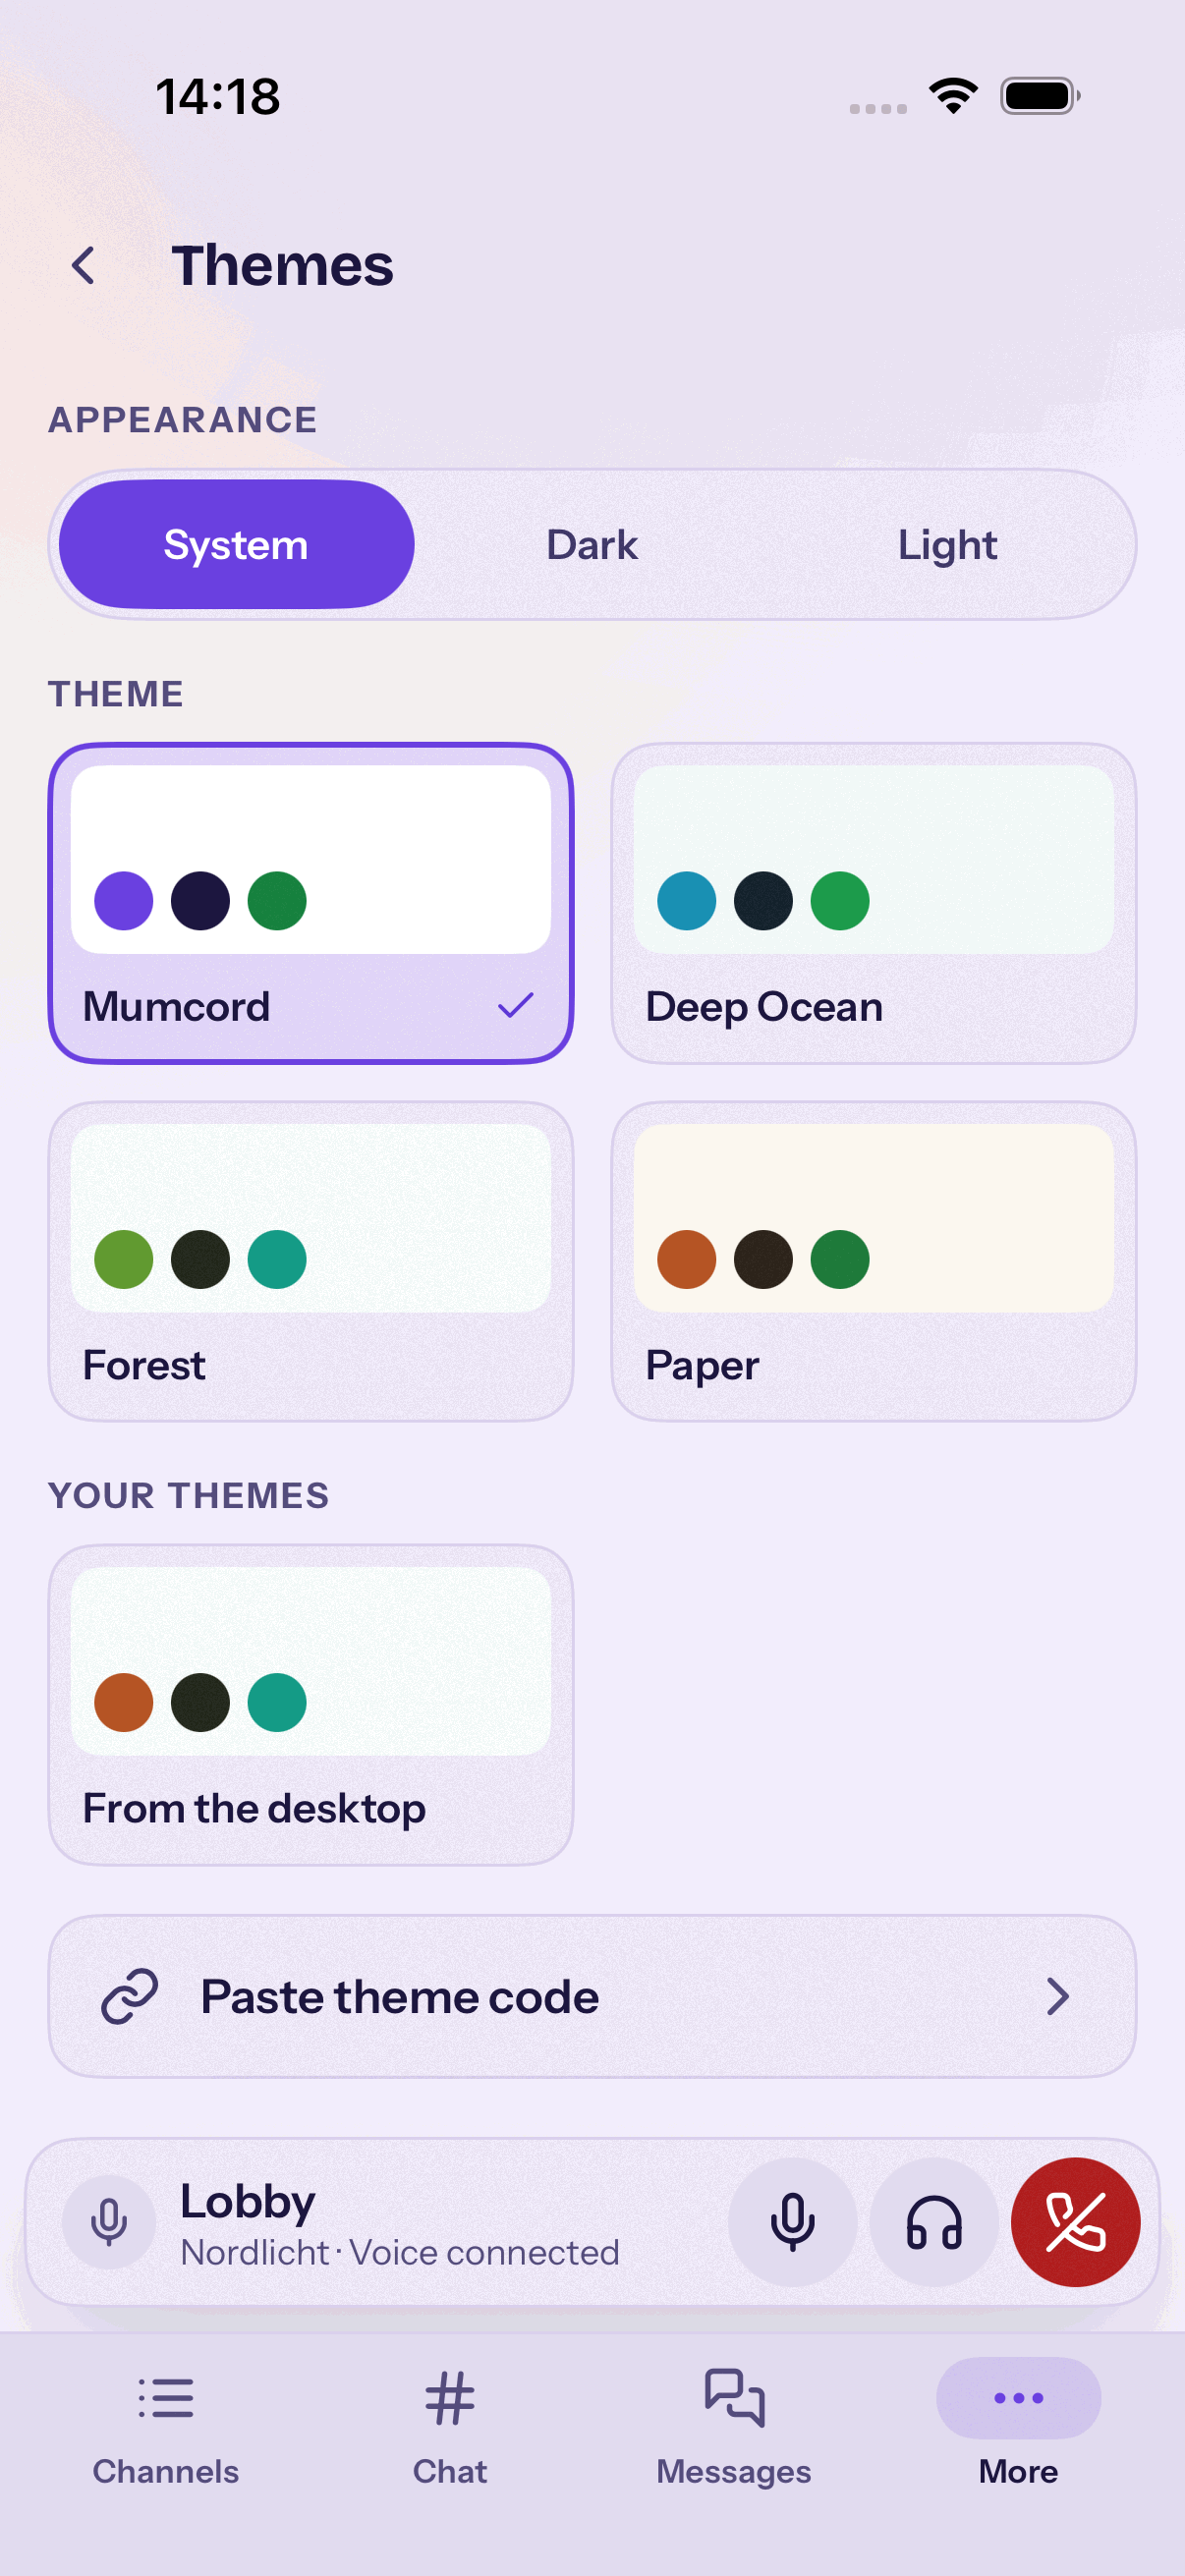 14:18
Themes
APPEARANCE
System
Dark
Light
THEME
Mumcord
Deep Ocean
Forest
Paper
YOUR THEMES
From the desktop
Paste theme code
Lobby
Nordlicht · Voice connected
Channels
Chat
Messages
More